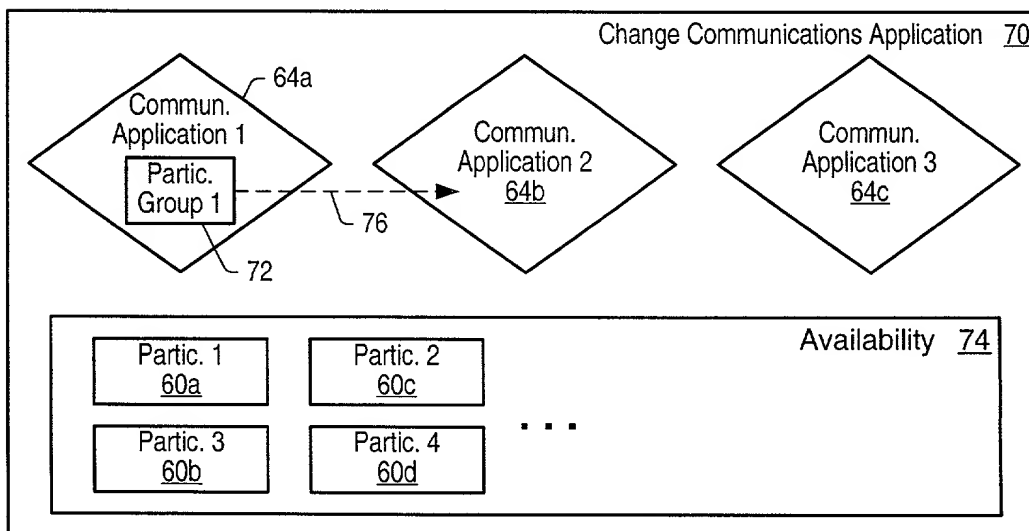 Change Communications Application 70
64a
Commun.
Application 1
Partic.
Group 1
72
76
Commun.
Application 2
64b
Commun.
Application 3
64c
Availability 74
Partic. 1
60a
Partic. 2
60c
Partic. 3
60b
Partic. 4
60d
. . .